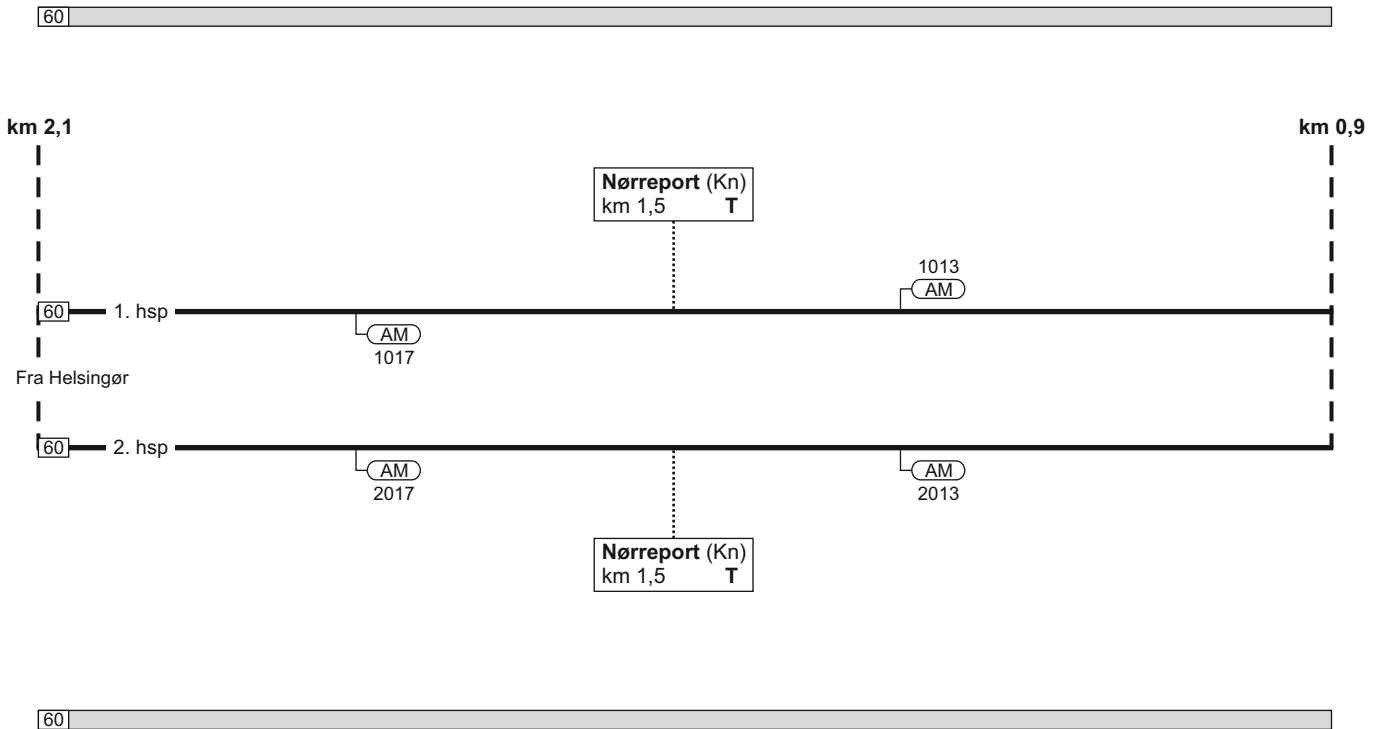 60
km 2,1
km 0,9
Nørreport (Kn)
km 1,5 T
1013
AM
60
1. hsp
AM
1017
Fra Helsingør
60
2. hsp
AM
AM
2017
2013
Nørreport (Kn)
km 1,5 T
60